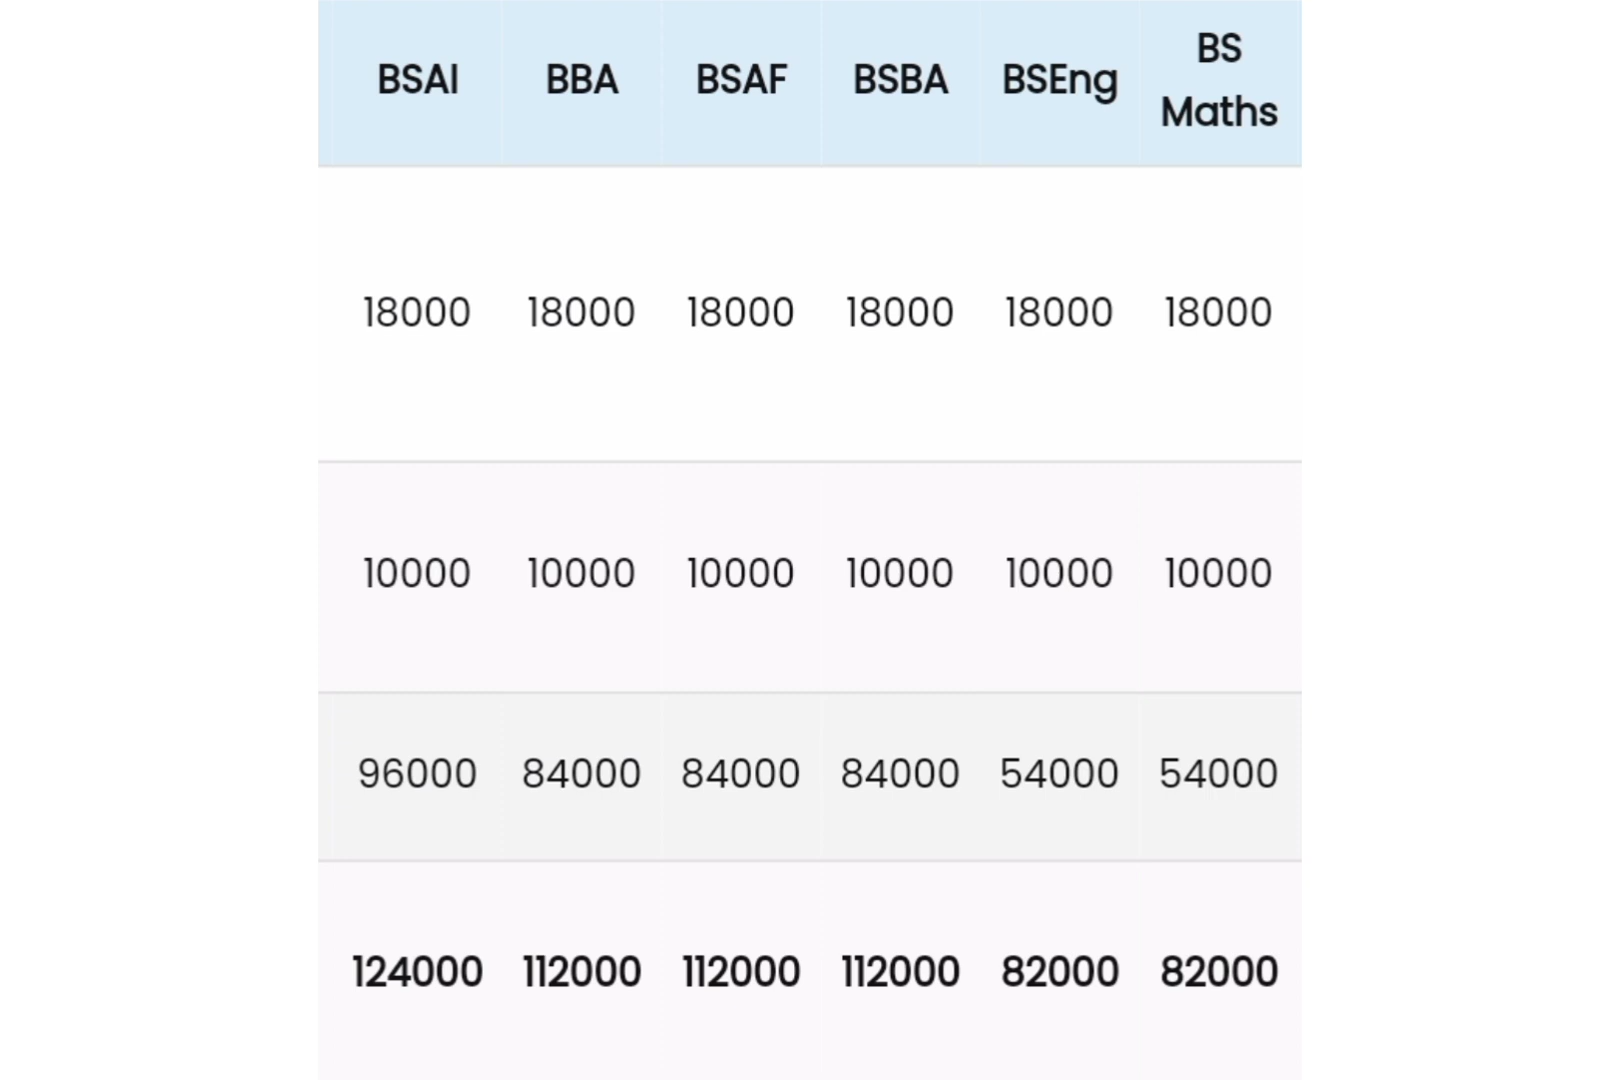 BSAI BBA BSAF BSBA BSEng BS Maths
18000 18000 18000 18000 18000 18000
10000 10000 10000 10000 10000 10000
96000 84000 84000 84000 54000 54000
124000 112000 112000 112000 82000 82000